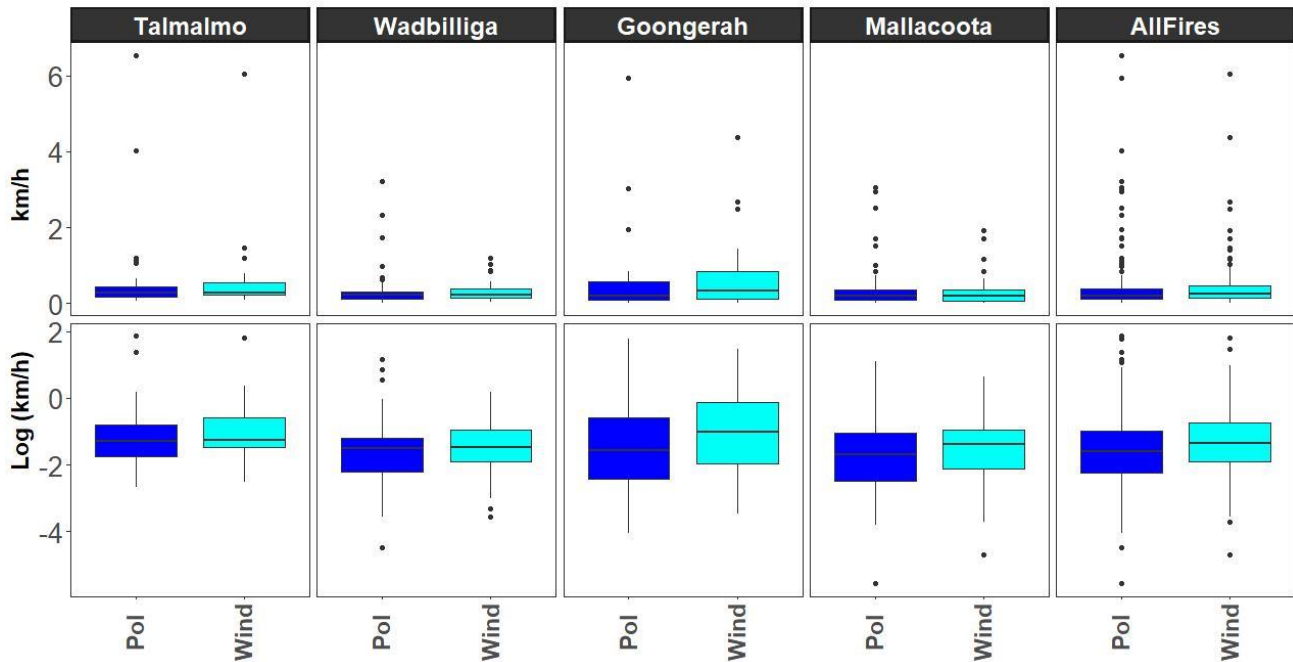 Talmalmo Wadbilliga Goongerah Mallacoota AllFires
km/h
6
4
2
0
Log (km/h)
2
0
-2
-4
Pol Wind Pol Wind Pol Wind Pol Wind Pol Wind